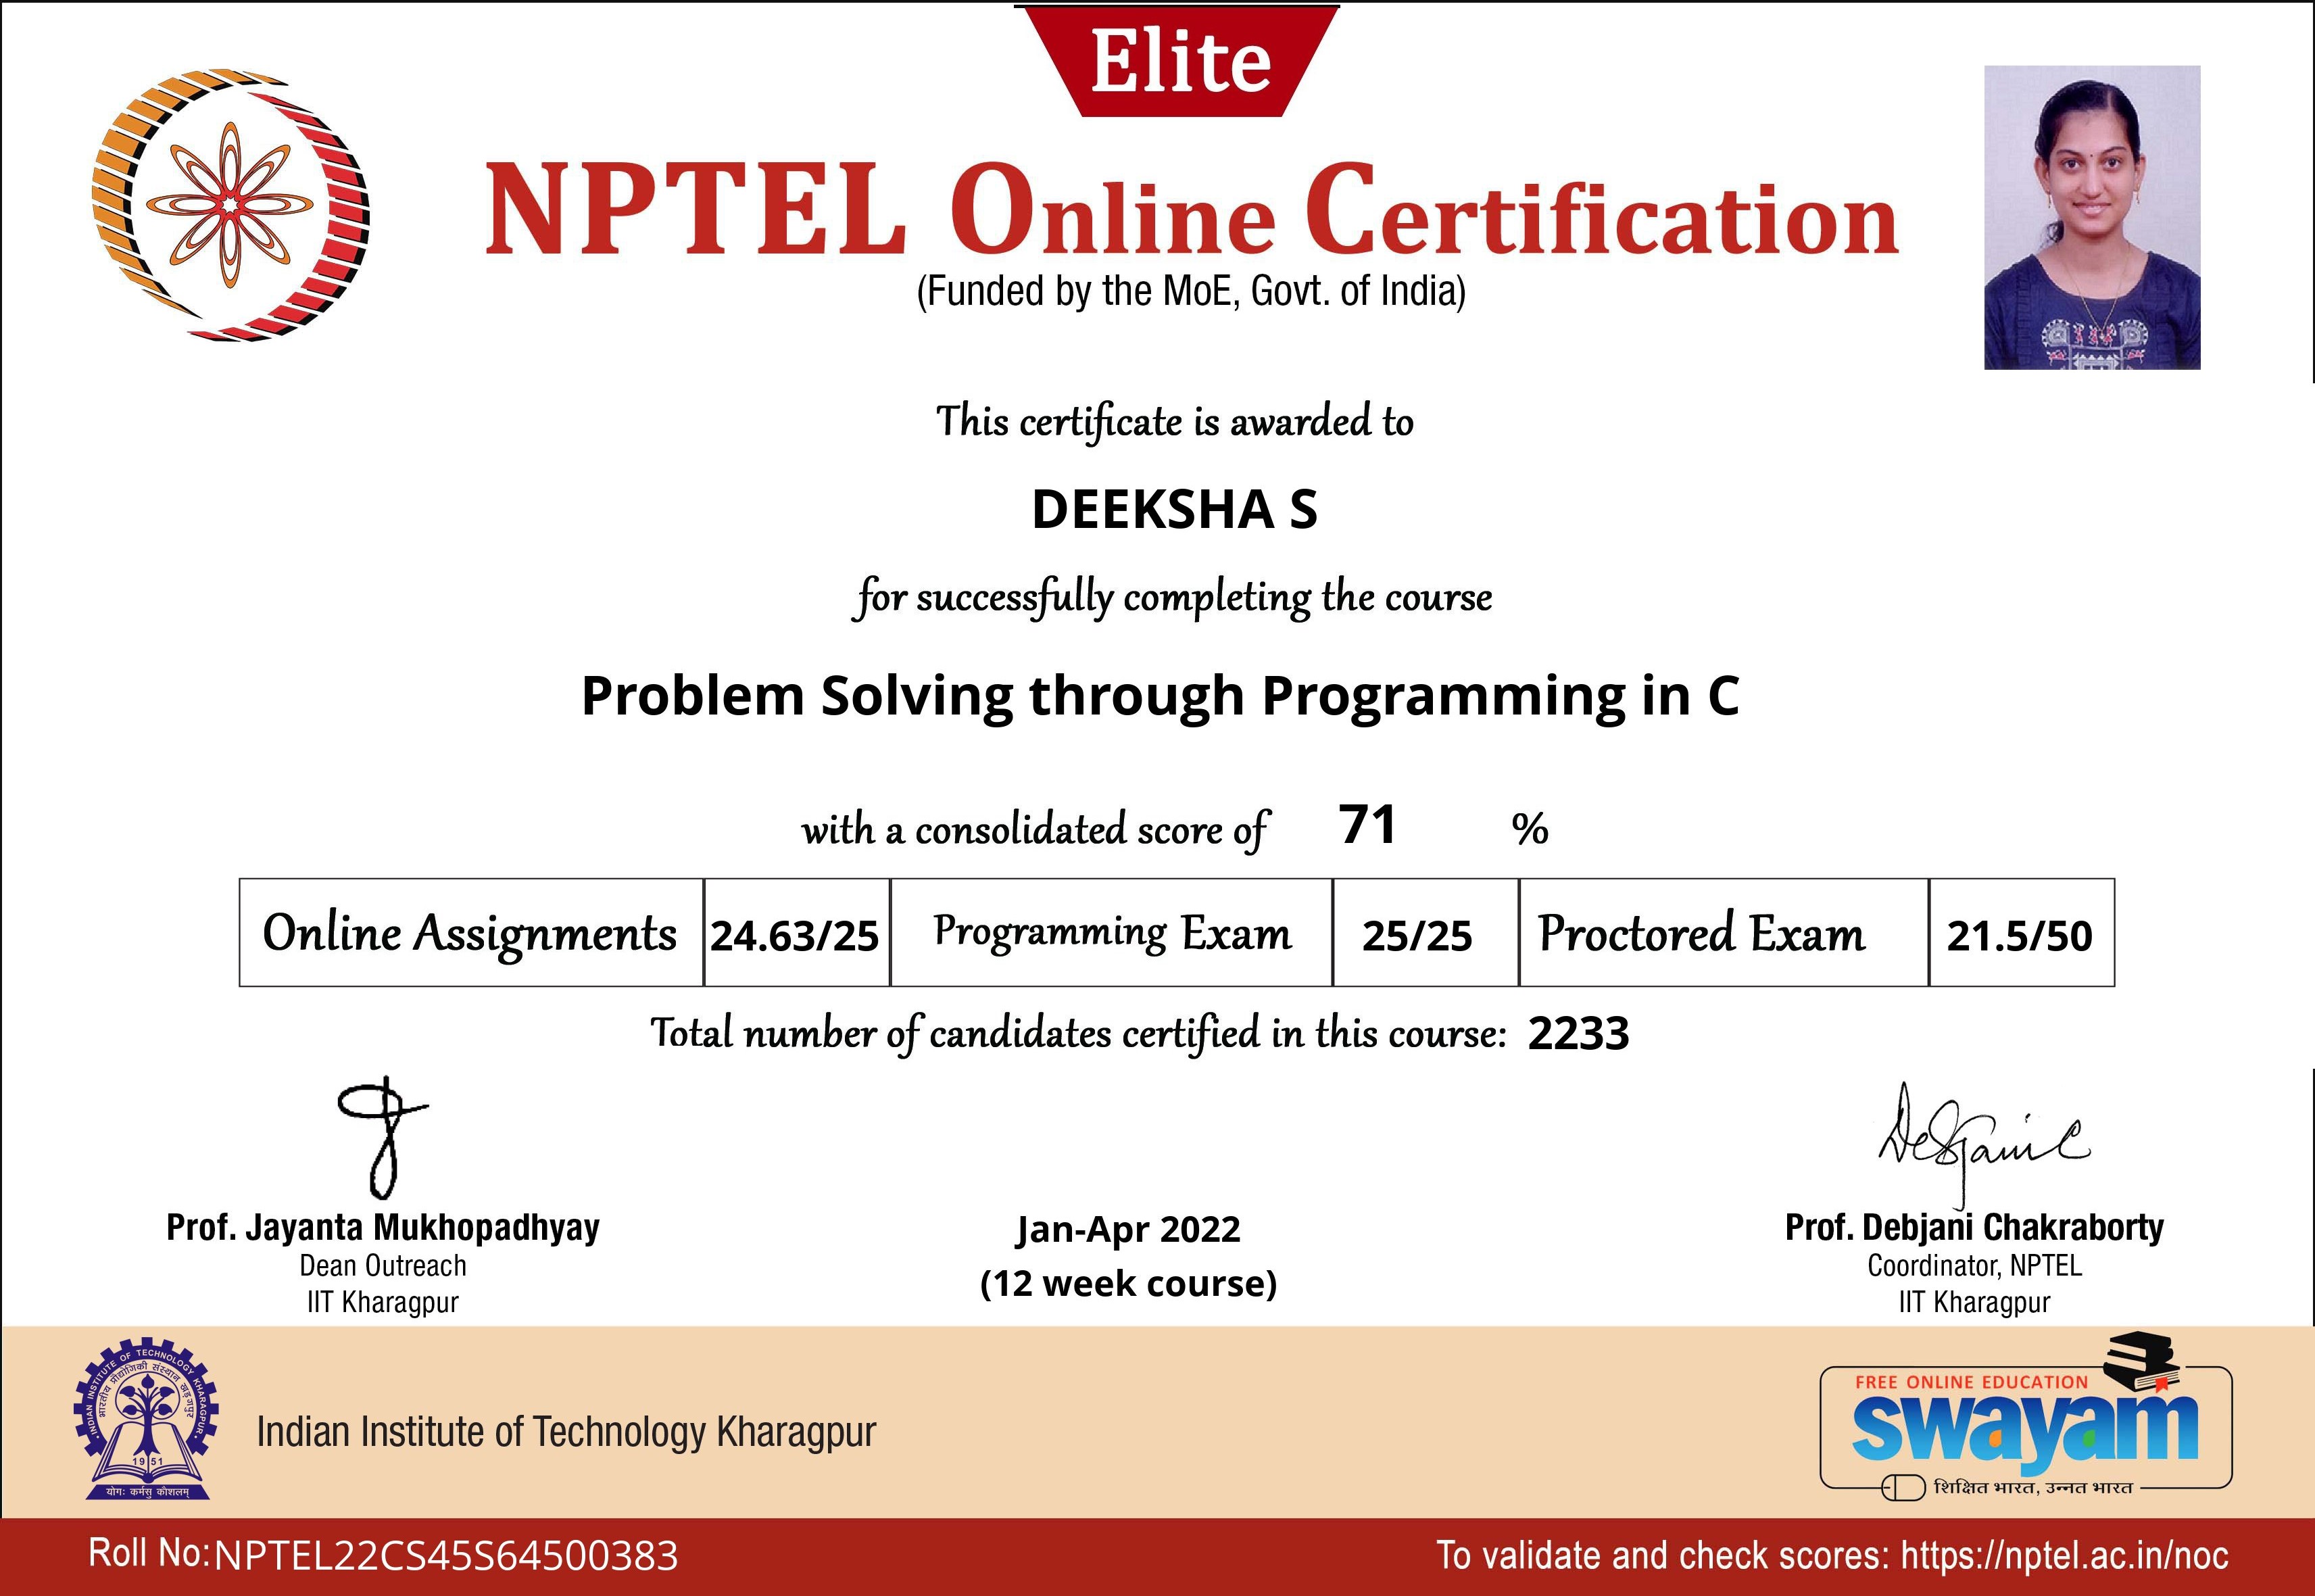 Elite
NPTEL Online Certification
(Funded by the MoE, Govt. of India)
This certificate is awarded to
DEEKSHA S
for successfully completing the course
Problem Solving through Programming in C
with a consolidated score of 71 %
Online Assignments 24.63/25 Programming Exam 25/25 Proctored Exam 21.5/50
Total number of candidates certified in this course: 2233
Prof. Jayanta Mukhopadhyay
Dean Outreach
IIT Kharagpur
Jan-Apr 2022
(12 week course)
Prof. Debjani Chakraborty
Coordinator, NPTEL
IIT Kharagpur
INDIAN INSTITUTE OF TECHNOLOGY KHARAGPUR
भारतीय प्रौद्योगिकी संस्थान खड़गपुर
1951
योगः कर्मसु कौशलम्
Indian Institute of Technology Kharagpur
FREE ONLINE EDUCATION
swayam
शिक्षित भारत, उन्नत भारत
Roll No:NPTEL22CS45S64500383
To validate and check scores: https://nptel.ac.in/noc